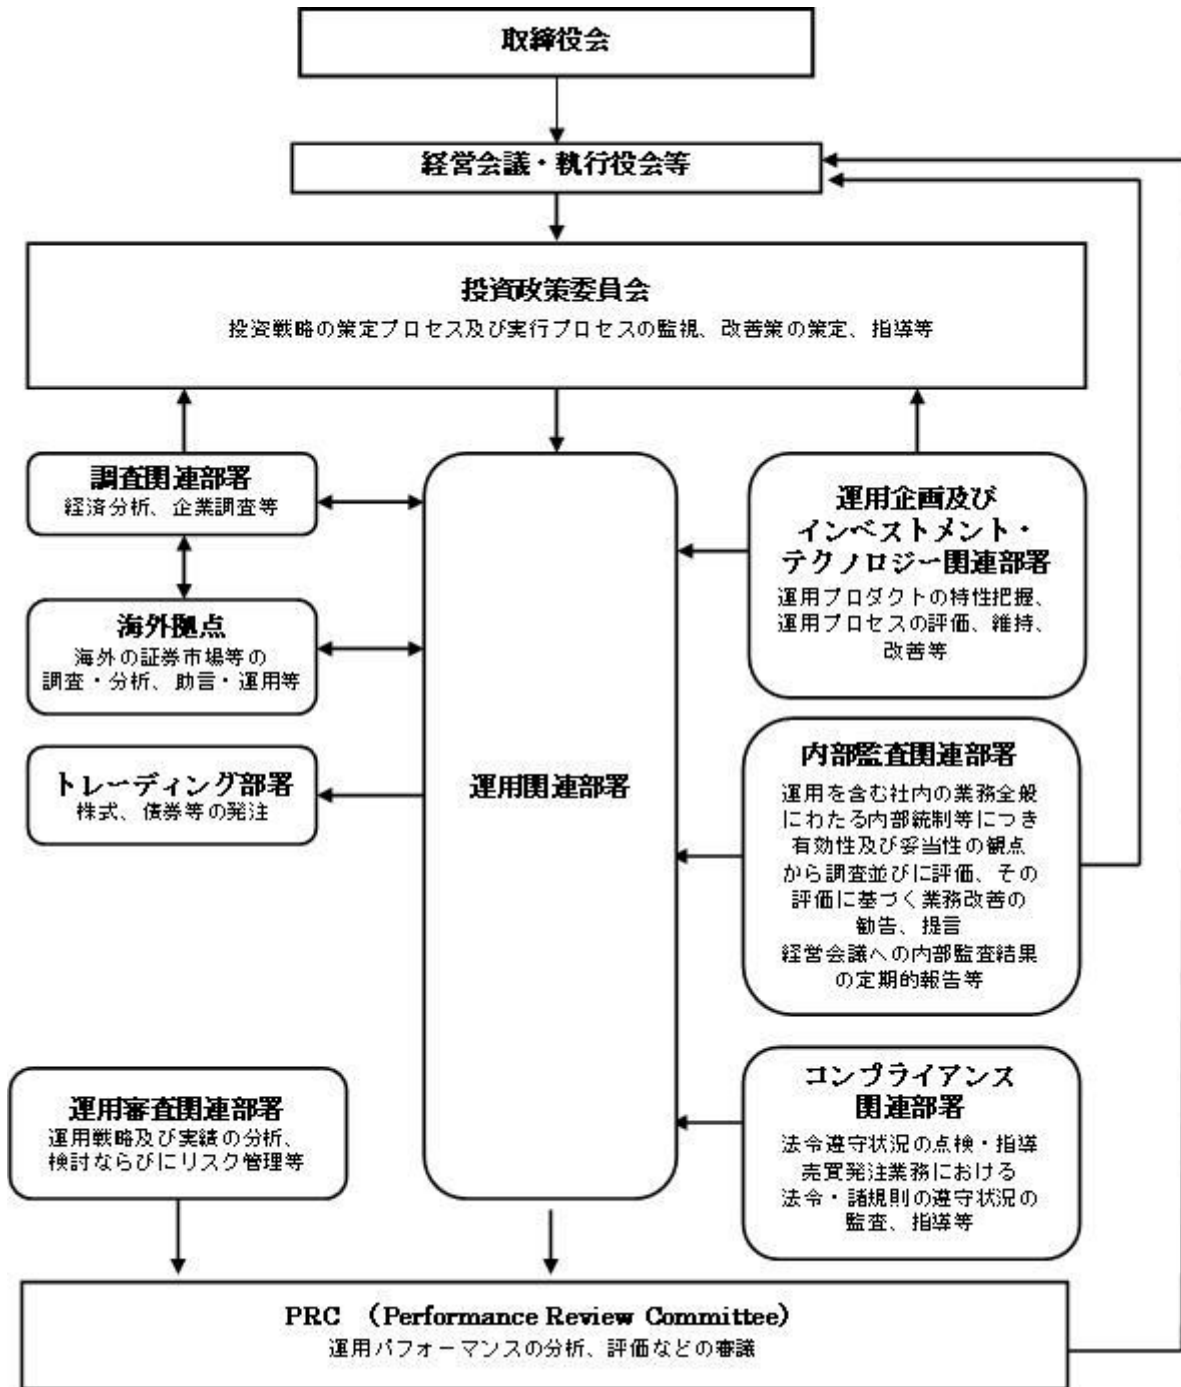 取締役会
経営会議・執行役会等
投資政策委員会
投資戦略の策定プロセス及び実行プロセスの監視、改善策の策定、指導等
調査関連部署
経済分析、企業調査等
海外拠点
海外の証券市場等の
調査・分析、助言・運用等
トレーディング部署
株式、債券等の発注
運用関連部署
運用企画及び
インベストメント・
テクノロジー関連部署
運用プロダクトの特性把握、
運用プロセスの評価、維持、
改善等
内部監査関連部署
運用を含む社内の業務全般
にわたる内部統制等につき
有効性及び妥当性の観点
から調査並びに評価、その
評価に基づく業務改善の
勧告、提言
経営会議への内部監査結果
の定期的報告等
コンプライアンス
関連部署
法令遵守状況の点検・指導
売買発注業務における
法令・諸規則の遵守状況の
監査、指導等
運用審査関連部署
運用戦略及び実績の分析、
検討ならびにリスク管理等
PRC （Performance Review Committee）
運用パフォーマンスの分析、評価などの審議